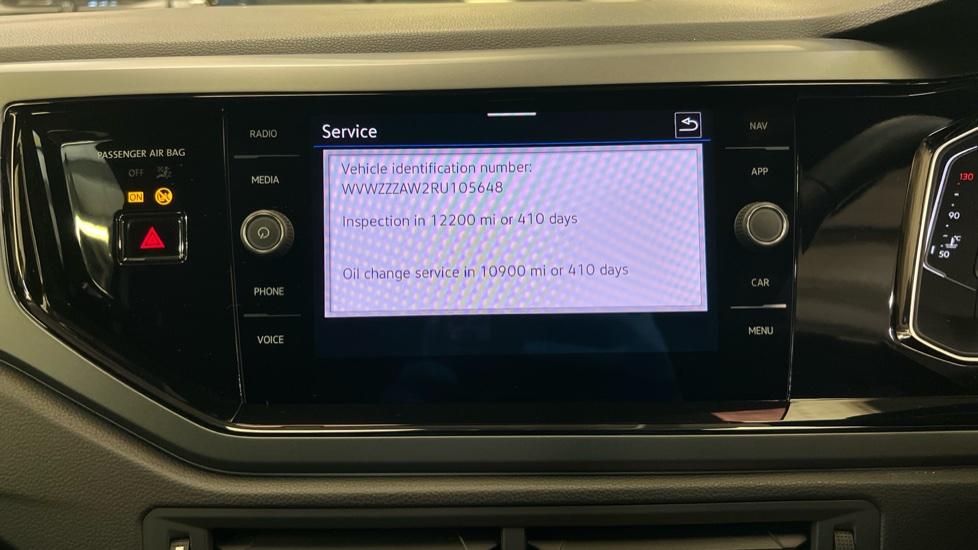 PASSENGER AIR BAG
OFF
ON
RADIO
MEDIA
PHONE
VOICE
Service
Vehicle identification number:
WVWZZZAW2RU105648
Inspection in 12200 mi or 410 days
Oil change service in 10900 mi or 410 days
NAV
APP
CAR
MENU
130
90
°C
50